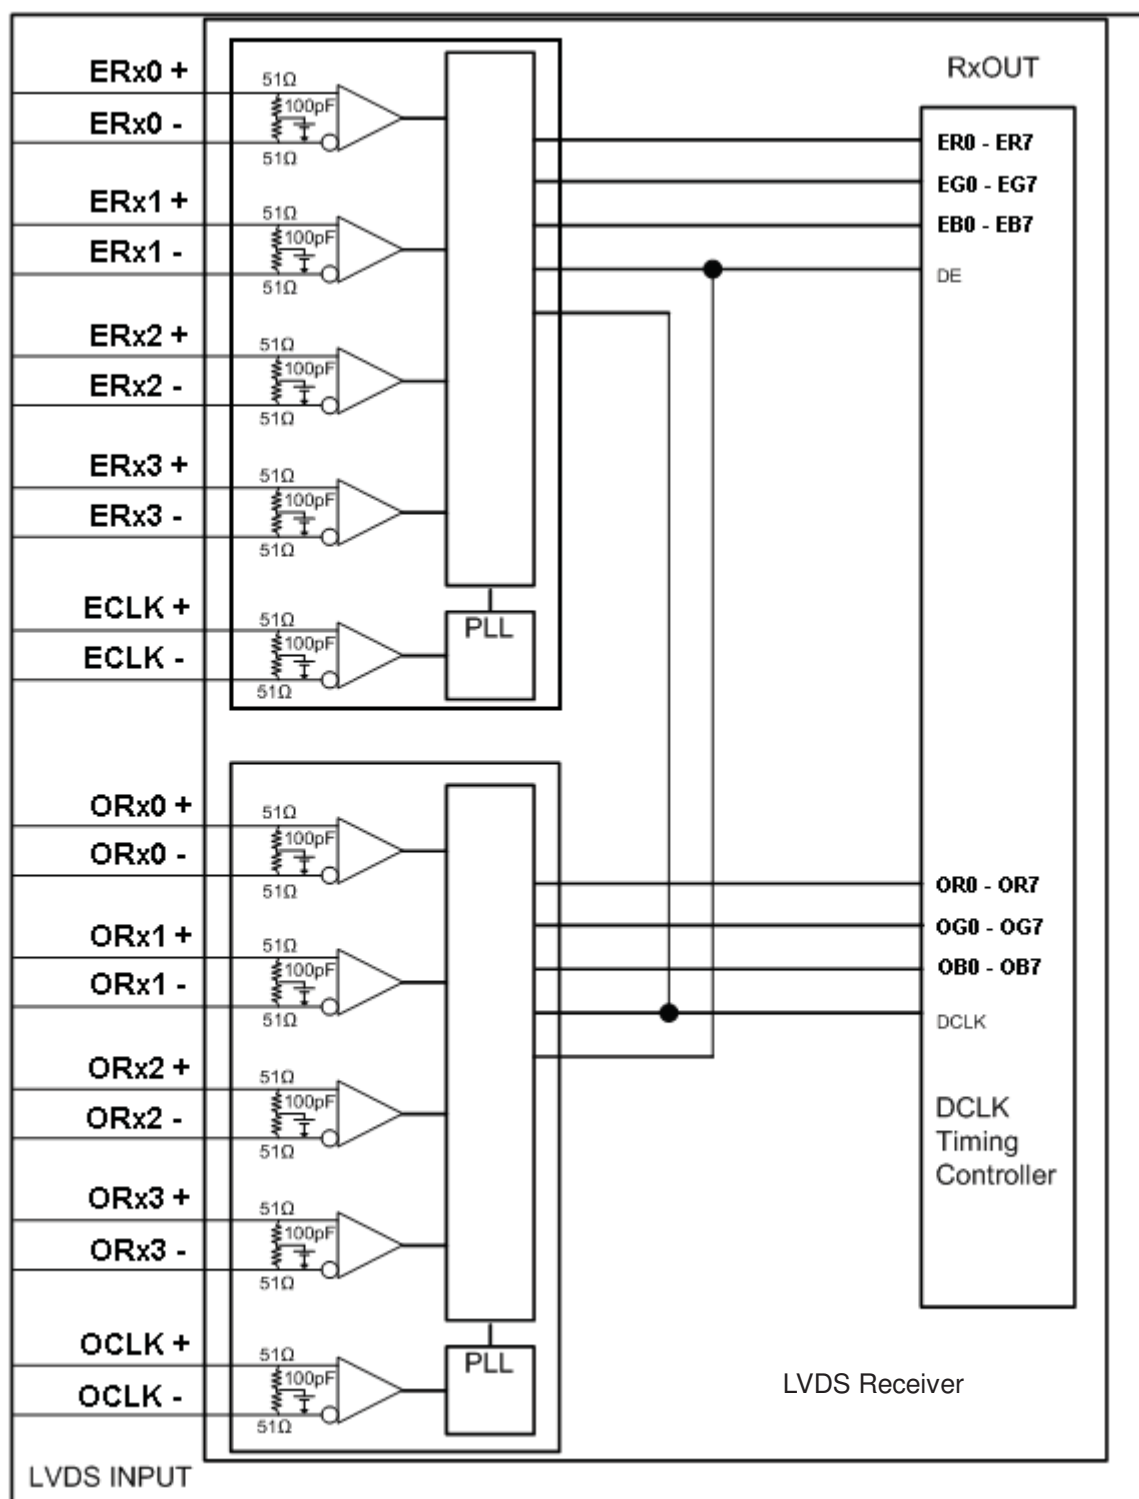 RxOUT
ERx0 +
51Ω
100pF
ERx0 -
51Ω
ER0 - ER7
EG0 - EG7
ERx1 +
51Ω
100pF
EB0 - EB7
ERx1 -
51Ω
DE
ERx2 +
51Ω
100pF
ERx2 -
51Ω
ERx3 +
51Ω
100pF
ERx3 -
51Ω
ECLK +
51Ω
PLL
100pF
ECLK -
51Ω
ORx0 +
51Ω
100pF
ORx0 -
51Ω
OR0 - OR7
OG0 - OG7
ORx1 +
51Ω
100pF
OB0 - OB7
ORx1 -
51Ω
DCLK
ORx2 +
51Ω
100pF
ORx2 -
51Ω
DCLK
Timing
Controller
ORx3 +
51Ω
100pF
ORx3 -
51Ω
OCLK +
51Ω
PLL
100pF
OCLK -
51Ω
LVDS Receiver
LVDS INPUT